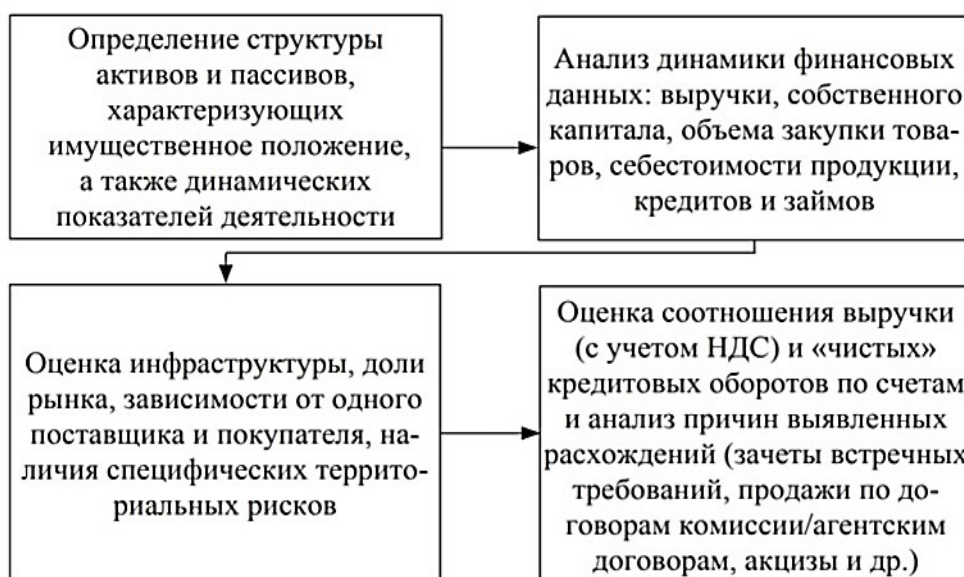 Определение структуры
активов и пассивов,
характеризующих
имущественное положение,
а также динамических
показателей деятельности
Анализ динамики финансовых
данных: выручки, собственного
капитала, объема закупки това-
ров, себестоимости продукции,
кредитов и займов
Оценка инфраструктуры, доли
рынка, зависимости от одного
поставщика и покупателя, на-
личия специфических террито-
риальных рисков
Оценка соотношения выручки
(с учетом НДС) и «чистых»
кредитовых оборотов по счетам
и анализ причин выявленных
расхождений (зачеты встречных
требований, продажи по до-
говорам комиссии/агентским
договорам, акцизы и др.)